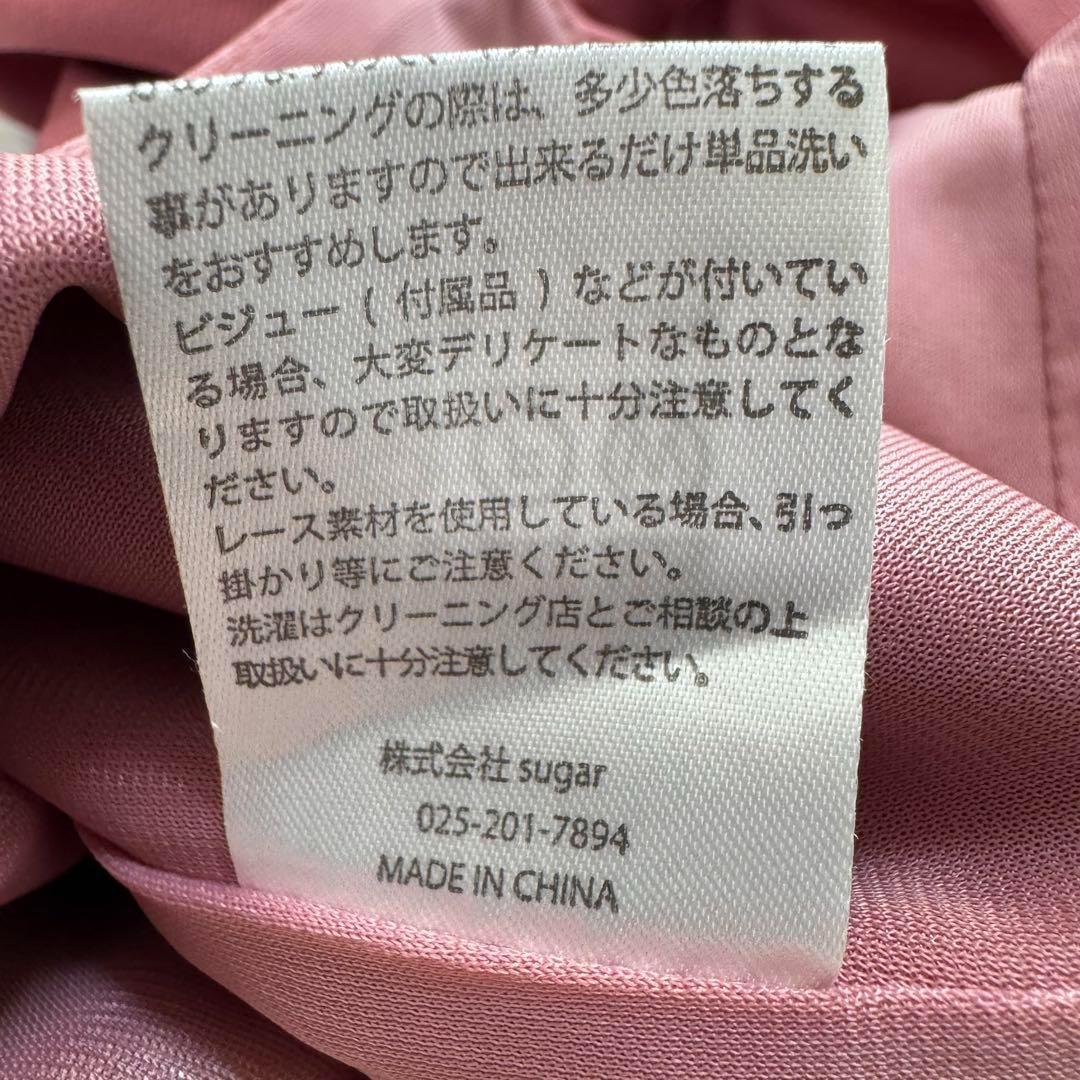 クリーニングの際は、多少色落ちする
事がありますので出来るだけ単品洗い
をおすすめします。
ビジュー ( 付属品 ) などが付いてい
る場合、大変デリケートなものとな
りますので取扱いに十分注意してく
ださい。
レース素材を使用している場合、引っ
掛かり等にご注意ください。
洗濯はクリーニング店とご相談の上
取扱いに十分注意してください。
株式会社 sugar
025-201-7894
MADE IN CHINA